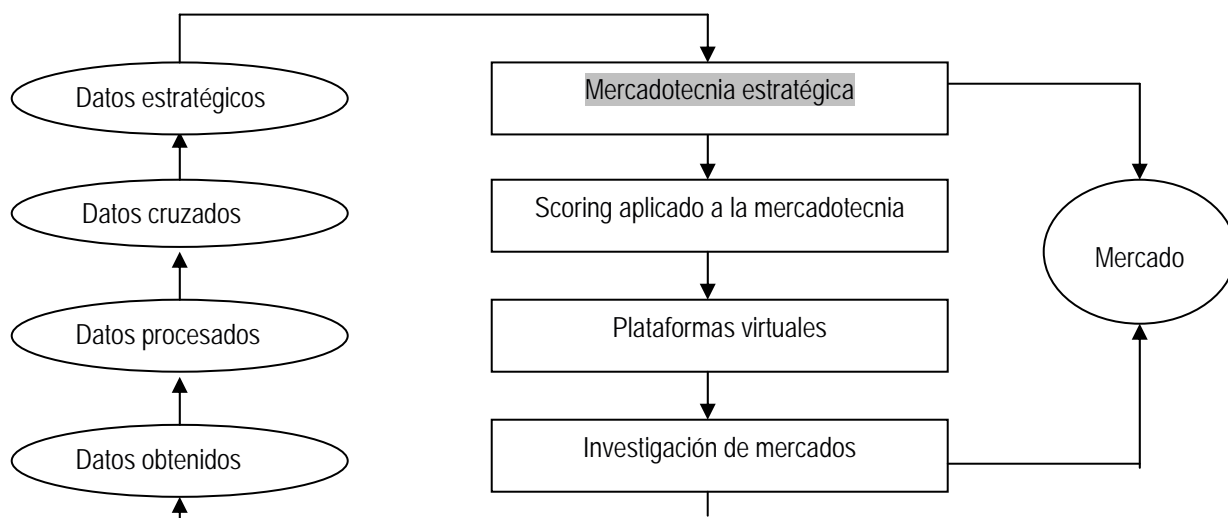 Datos estratégicos
Datos cruzados
Datos procesados
Datos obtenidos
Mercadotecnia estratégica
Scoring aplicado a la mercadotecnia
Plataformas virtuales
Investigación de mercados
Mercado